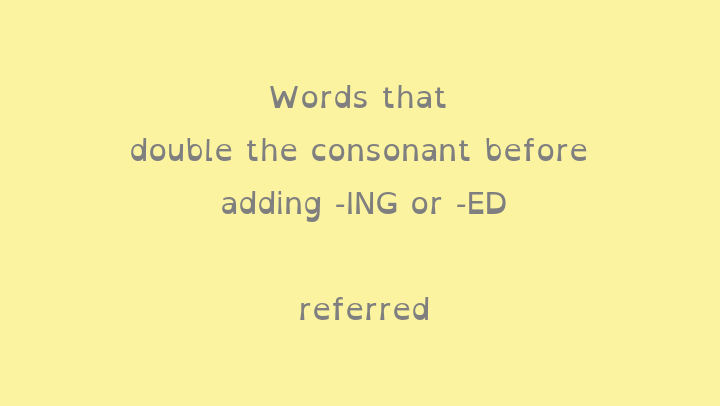 Words that
double the consonant before
adding -ING or -ED
referred